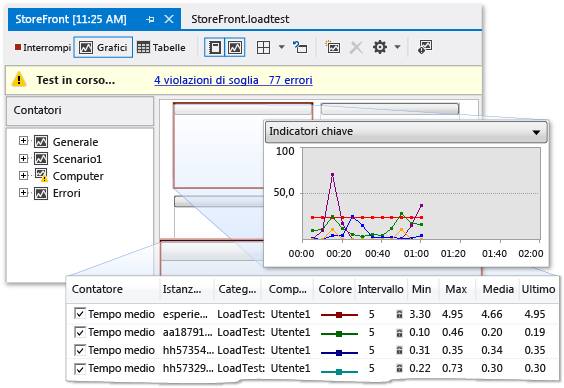 StoreFront [11:25 AM] StoreFront.loadtest
Interrompi Grafici Tabelle
Test in corso... 4 violazioni di soglia 77 errori
Contatori
Generale
Scenario1
Computer
Errori
Indicatori chiave
100
50,0
00:00 00:20 00:40 01:00 01:20 01:40 02:00
Contatore Istanz... Categ... Comp... Colore Intervallo Min Max Media Ultimo
Tempo medio esperie... LoadTest: Utente1 5 3.30 4.95 4.66 4.95
Tempo medio aa18791... LoadTest: Utente1 5 0.10 0.46 0.20 0.19
Tempo medio hh57354... LoadTest: Utente1 5 0.31 0.35 0.34 0.35
Tempo medio hh57329... LoadTest: Utente1 5 0.22 0.73 0.30 0.30